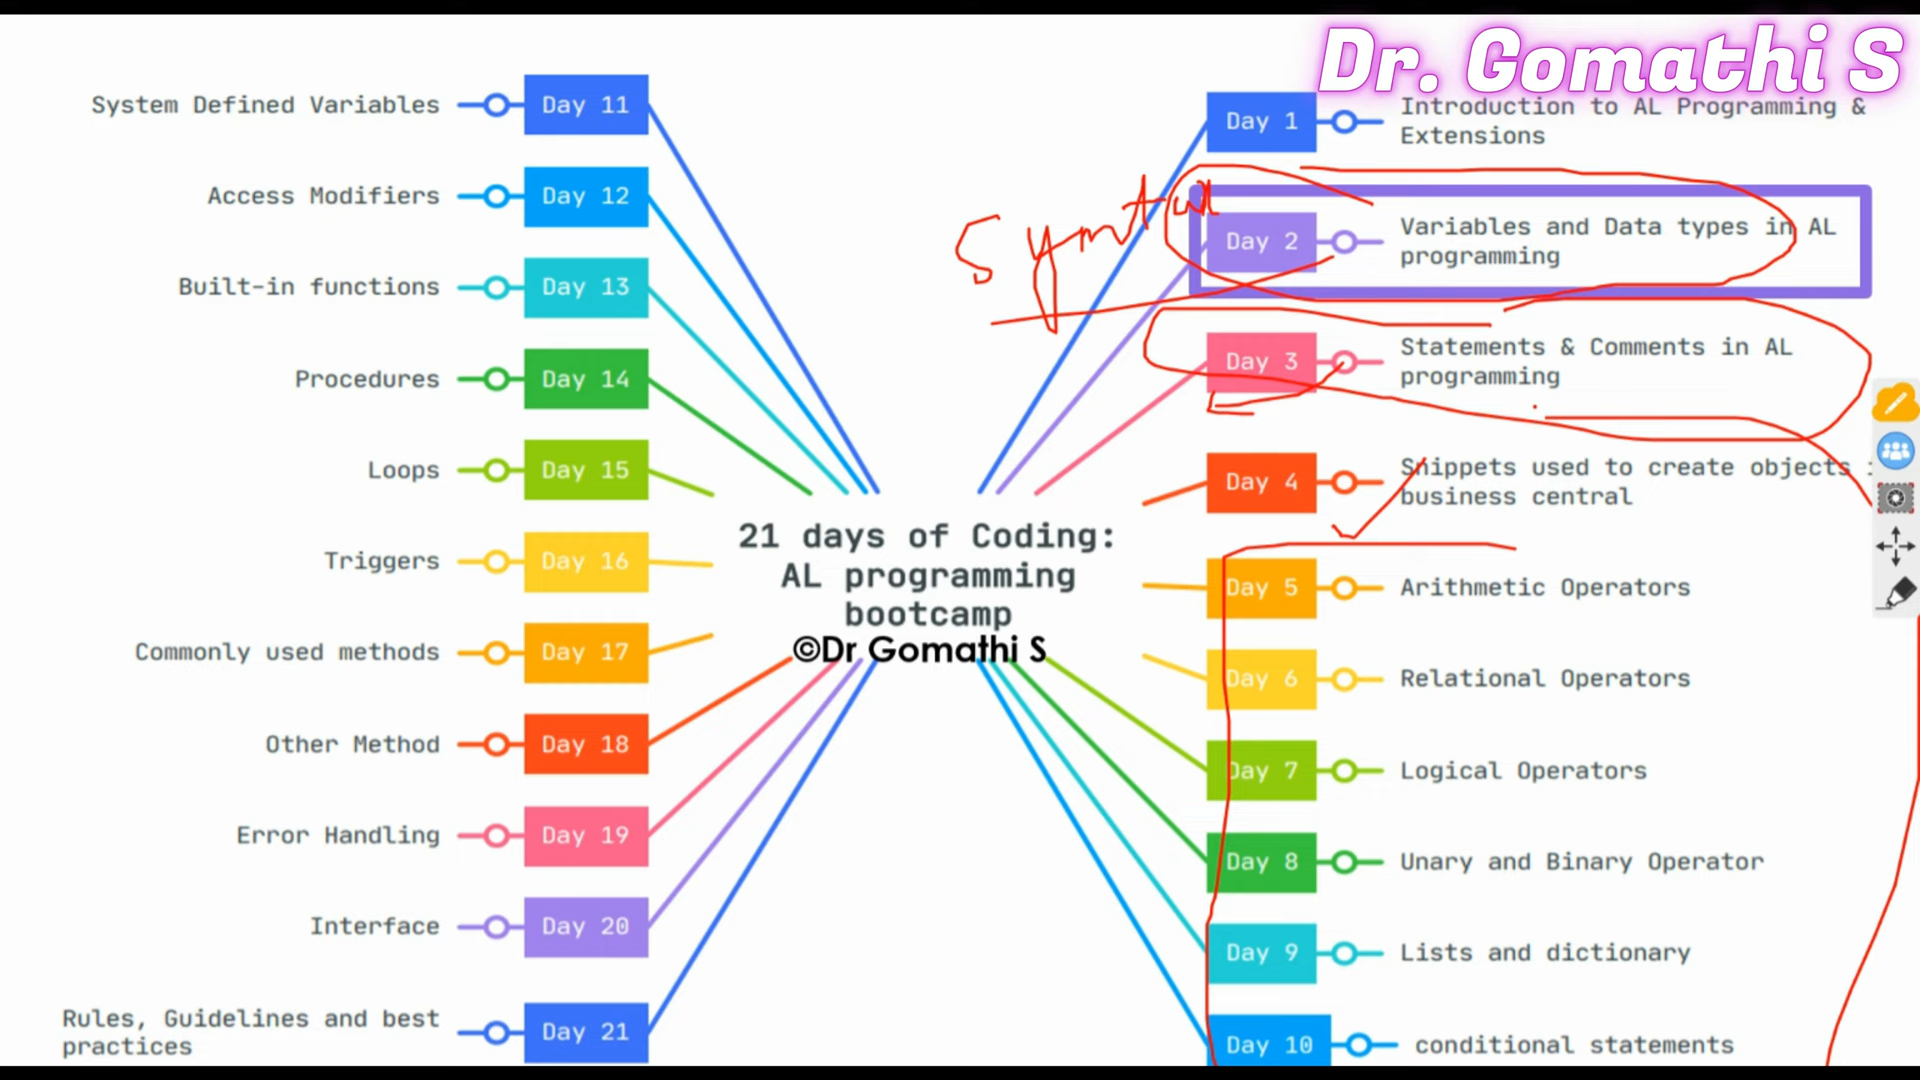 Dr. Gomathi S
System Defined Variables
Day 11
Access Modifiers
Day 12
Built-in functions
Day 13
Procedures
Day 14
Loops
Day 15
Triggers
Day 16
Commonly used methods
Day 17
Other Method
Day 18
Error Handling
Day 19
Interface
Day 20
Rules, Guidelines and best
practices
Day 21
21 days of Coding:
AL programming
bootcamp
©Dr Gomathi S
Day 1
Introduction to AL Programming &
Extensions
Day 2
Variables and Data types in AL
programming
Day 3
Statements & Comments in AL
programming
Day 4
Snippets used to create objects
business central
Day 5
Arithmetic Operators
Day 6
Relational Operators
Day 7
Logical Operators
Day 8
Unary and Binary Operator
Day 9
Lists and dictionary
Day 10
conditional statements